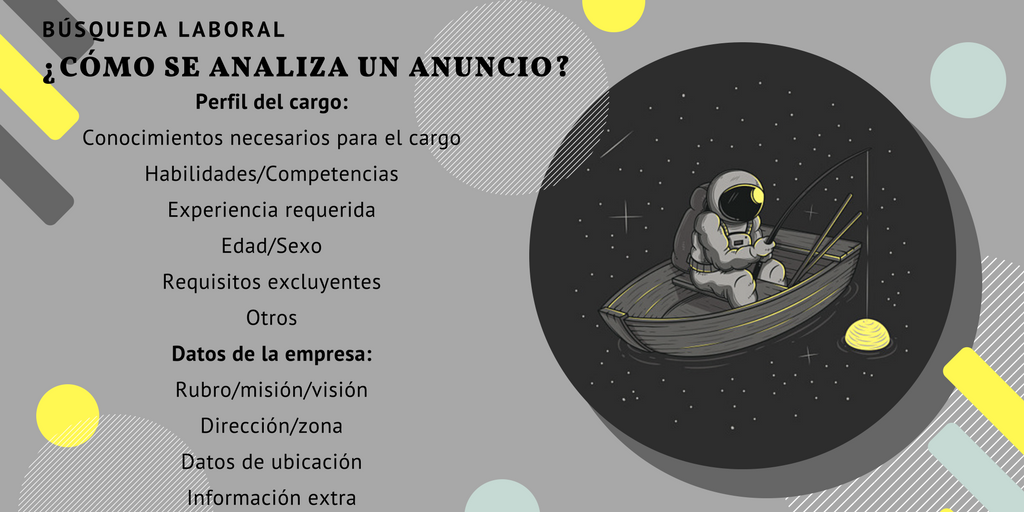 BÚSQUEDA LABORAL
¿CÓMO SE ANALIZA UN ANUNCIO?
Perfil del cargo:
Conocimientos necesarios para el cargo
Habilidades/Competencias
Experiencia requerida
Edad/Sexo
Requisitos excluyentes
Otros
Datos de la empresa:
Rubro/misión/visión
Dirección/zona
Datos de ubicación
Información extra